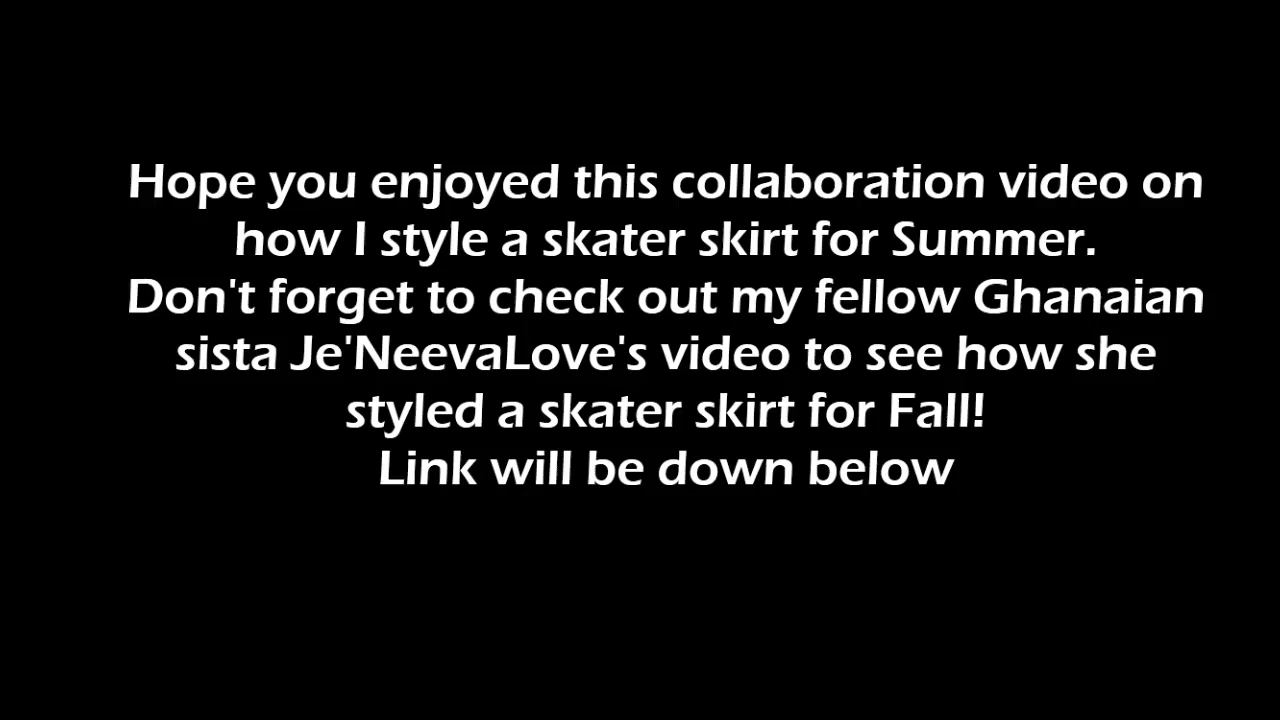 Hope you enjoyed this collaboration video on
how I style a skater skirt for Summer.
Don't forget to check out my fellow Ghanaian
sista Je'NeevaLove's video to see how she
styled a skater skirt for Fall!
Link will be down below